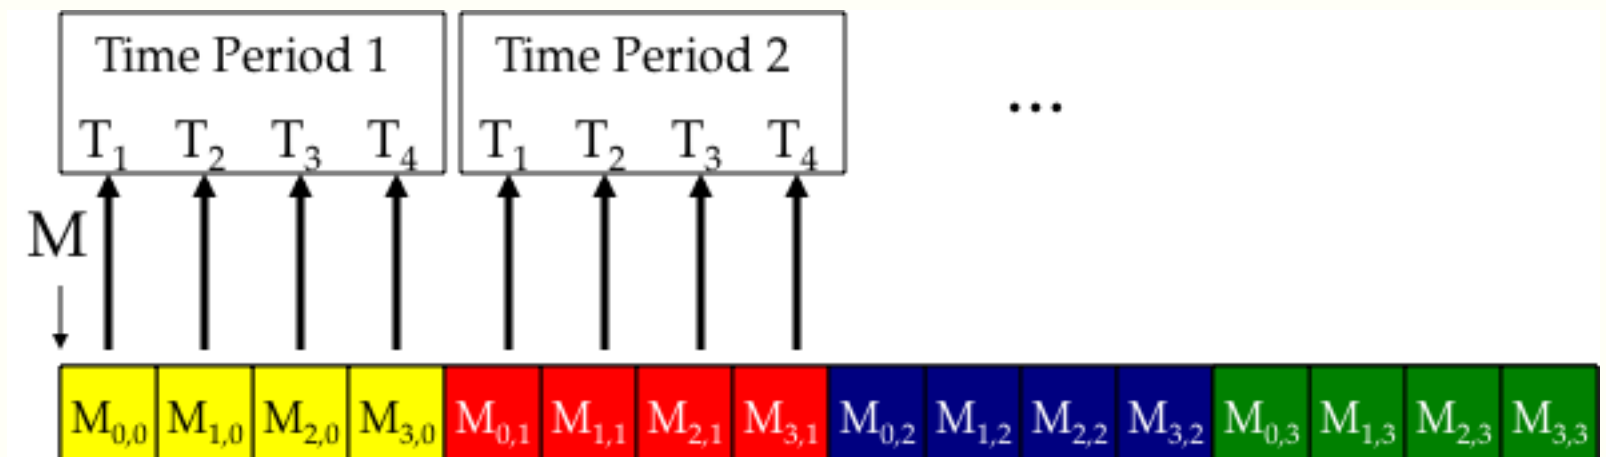 Time Period 1 Time Period 2
...
T1 T2 T3 T4 T1 T2 T3 T4
M
M0,0 M1,0 M2,0 M3,0 M0,1 M1,1 M2,1 M3,1 M0,2 M1,2 M2,2 M3,2 M0,3 M1,3 M2,3 M3,3